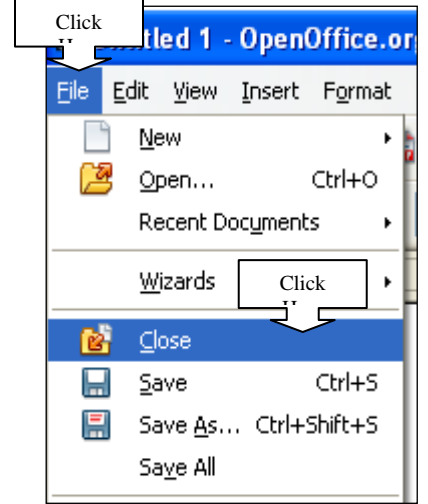 Click
Untitled 1 - OpenOffice.org
File Edit View Insert Format
New
Open... Ctrl+O
Recent Documents
Wizards
Click
Close
Save Ctrl+S
Save As... Ctrl+Shift+S
Save All